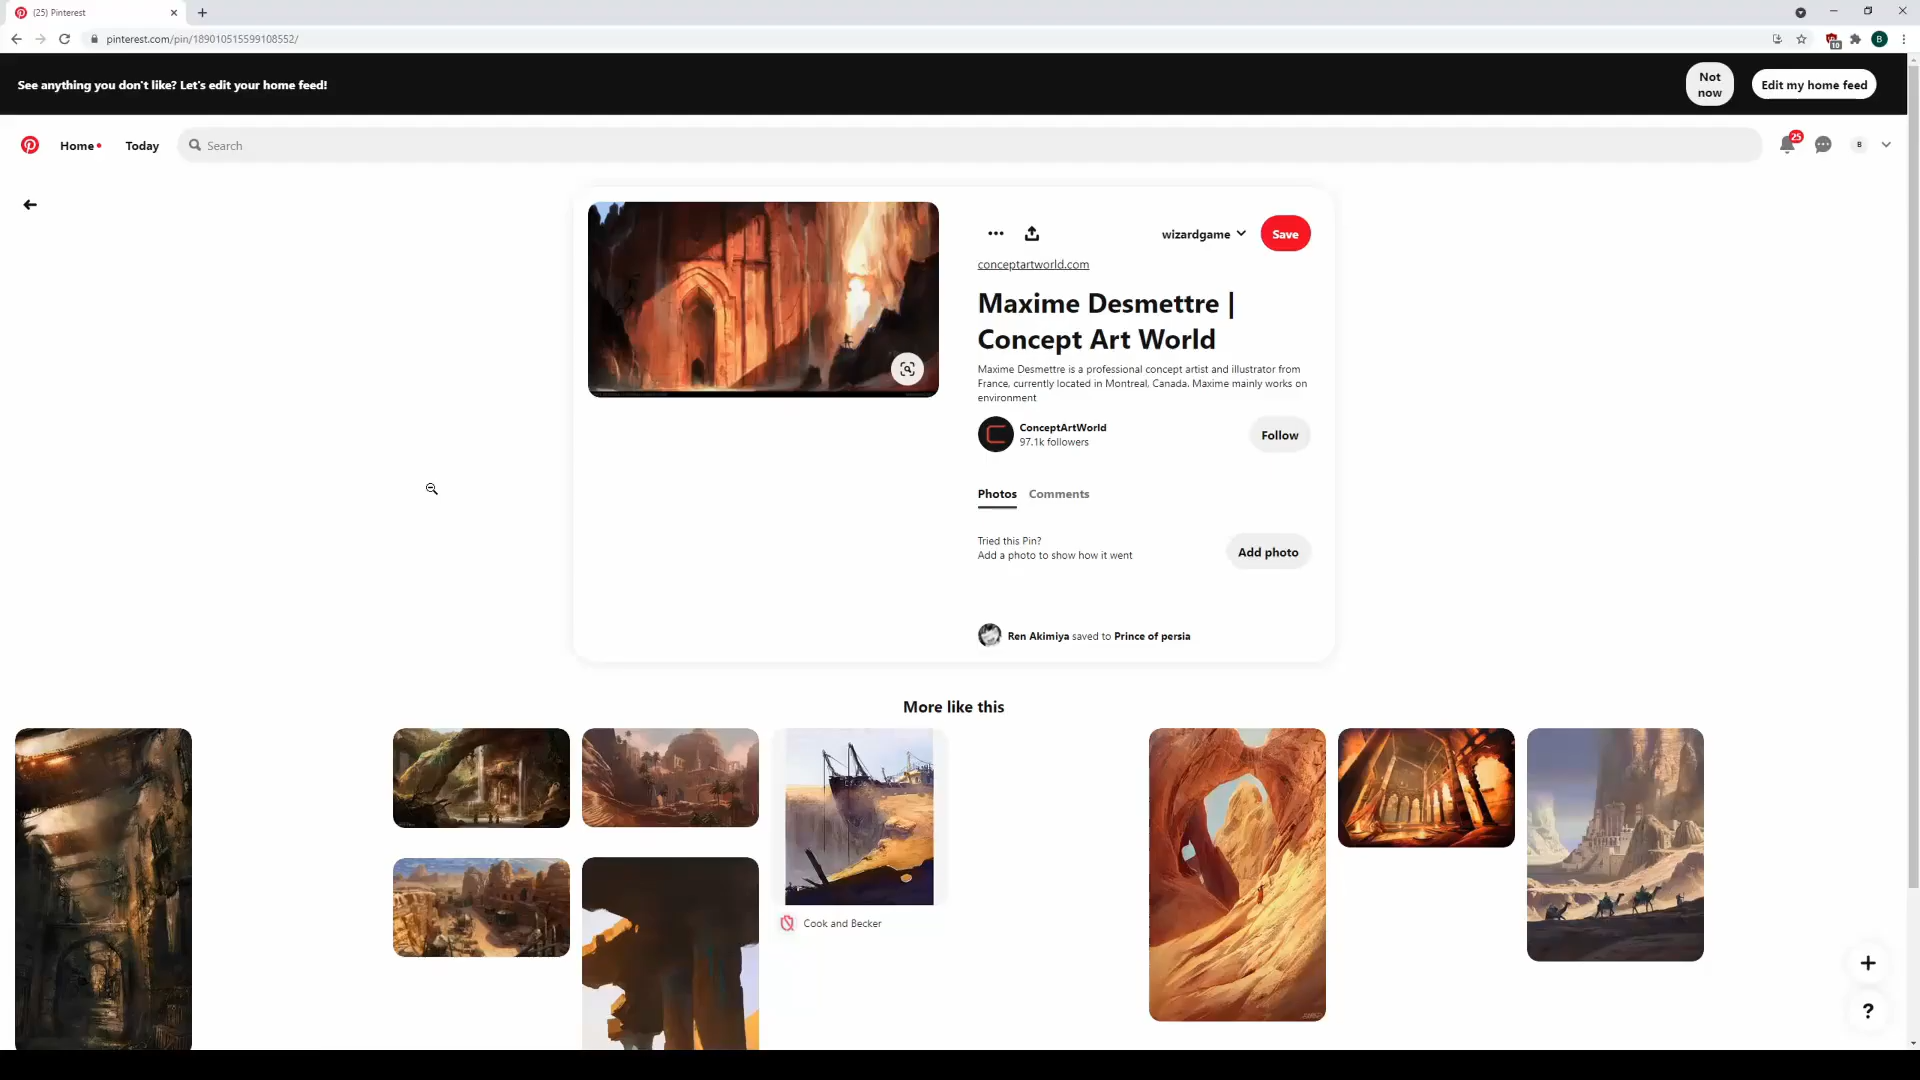 (25) Pinterest
pinterest.com/pin/189010515599108552/
10
B
See anything you don't like? Let's edit your home feed!
Not
now
Edit my home feed
Home
Today
Search
25
B
wizardgame
Save
conceptartworld.com
Maxime Desmettre |
Concept Art World
Maxime Desmettre is a professional concept artist and illustrator from
France, currently located in Montreal, Canada. Maxime mainly works on
environment
ConceptArtWorld
97.1k followers
Follow
Photos
Comments
Tried this Pin?
Add a photo to show how it went
Add photo
Ren Akimiya saved to Prince of persia
More like this
Cook and Becker
?